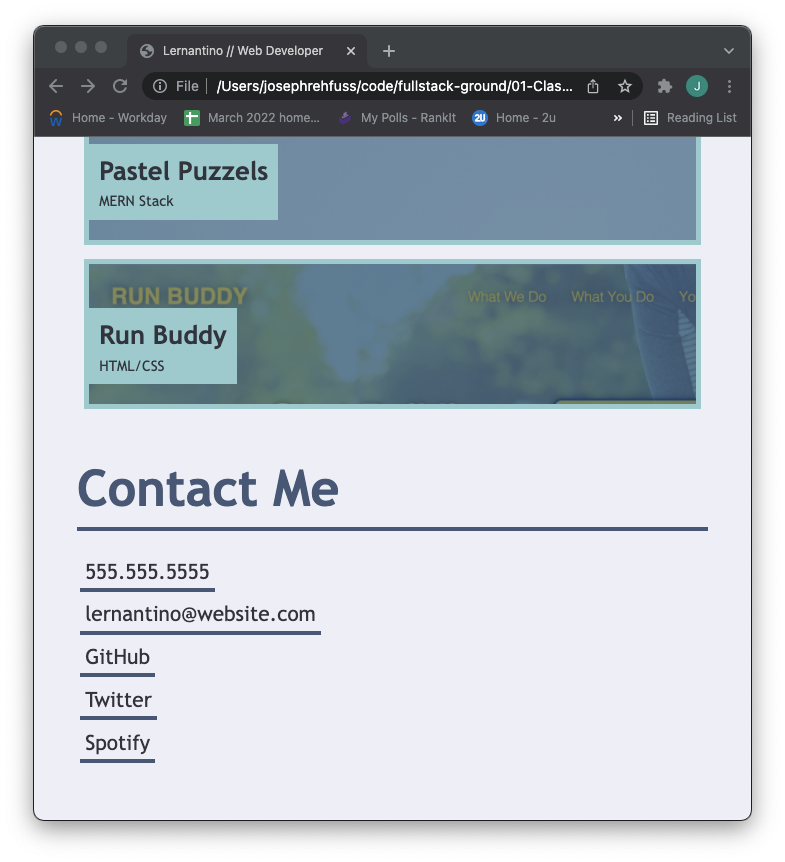 Lernantino // Web Developer
File | /Users/josephrehfuss/code/fullstack-ground/01-Clas...
J
Home - Workday
March 2022 home...
My Polls - RankIt
2U Home - 2u
»
Reading List
Pastel Puzzels
MERN Stack
RUN BUDDY
What We Do
What You Do
Yo
Run Buddy
HTML/CSS
Contact Me
555.555.5555
lernantino@website.com
GitHub
Twitter
Spotify